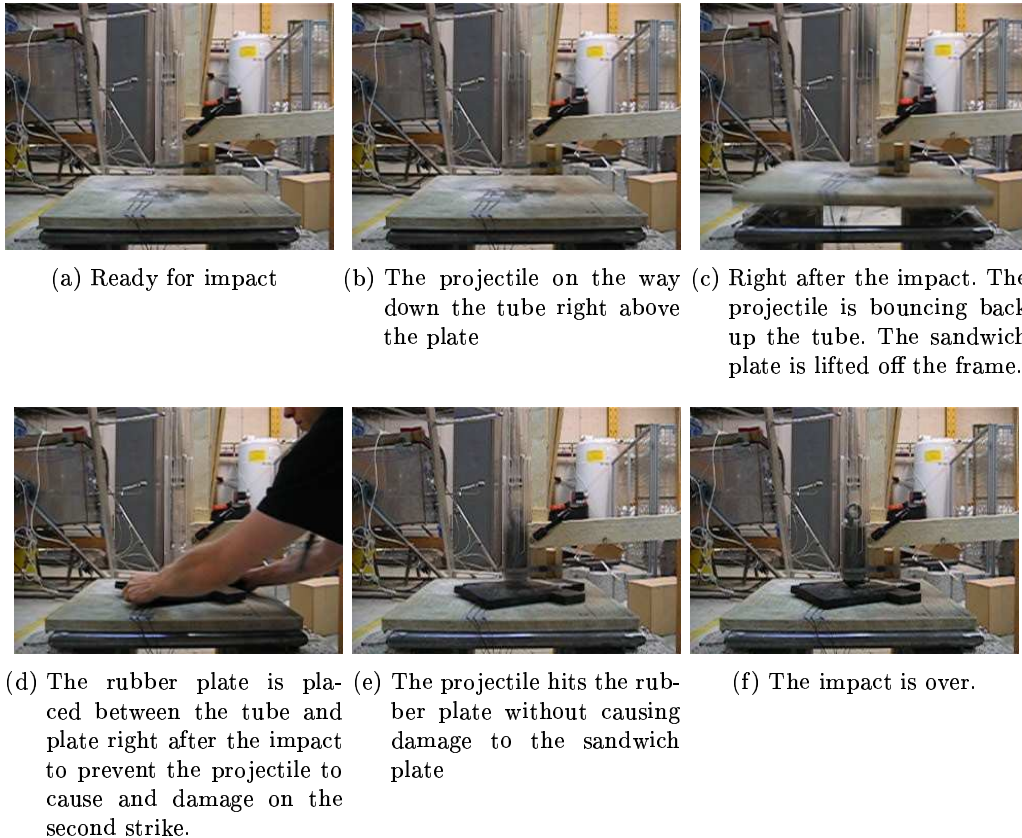 (a) Ready for impact
(b) The projectile on the way
down the tube right above
the plate
(c) Right after the impact. The
projectile is bouncing back
up the tube. The sandwich
plate is lifted off the frame.
(d) The rubber plate is pla-
ced between the tube and
plate right after the impact
to prevent the projectile to
cause and damage on the
second strike.
(e) The projectile hits the rub-
ber plate without causing
damage to the sandwich
plate
(f) The impact is over.